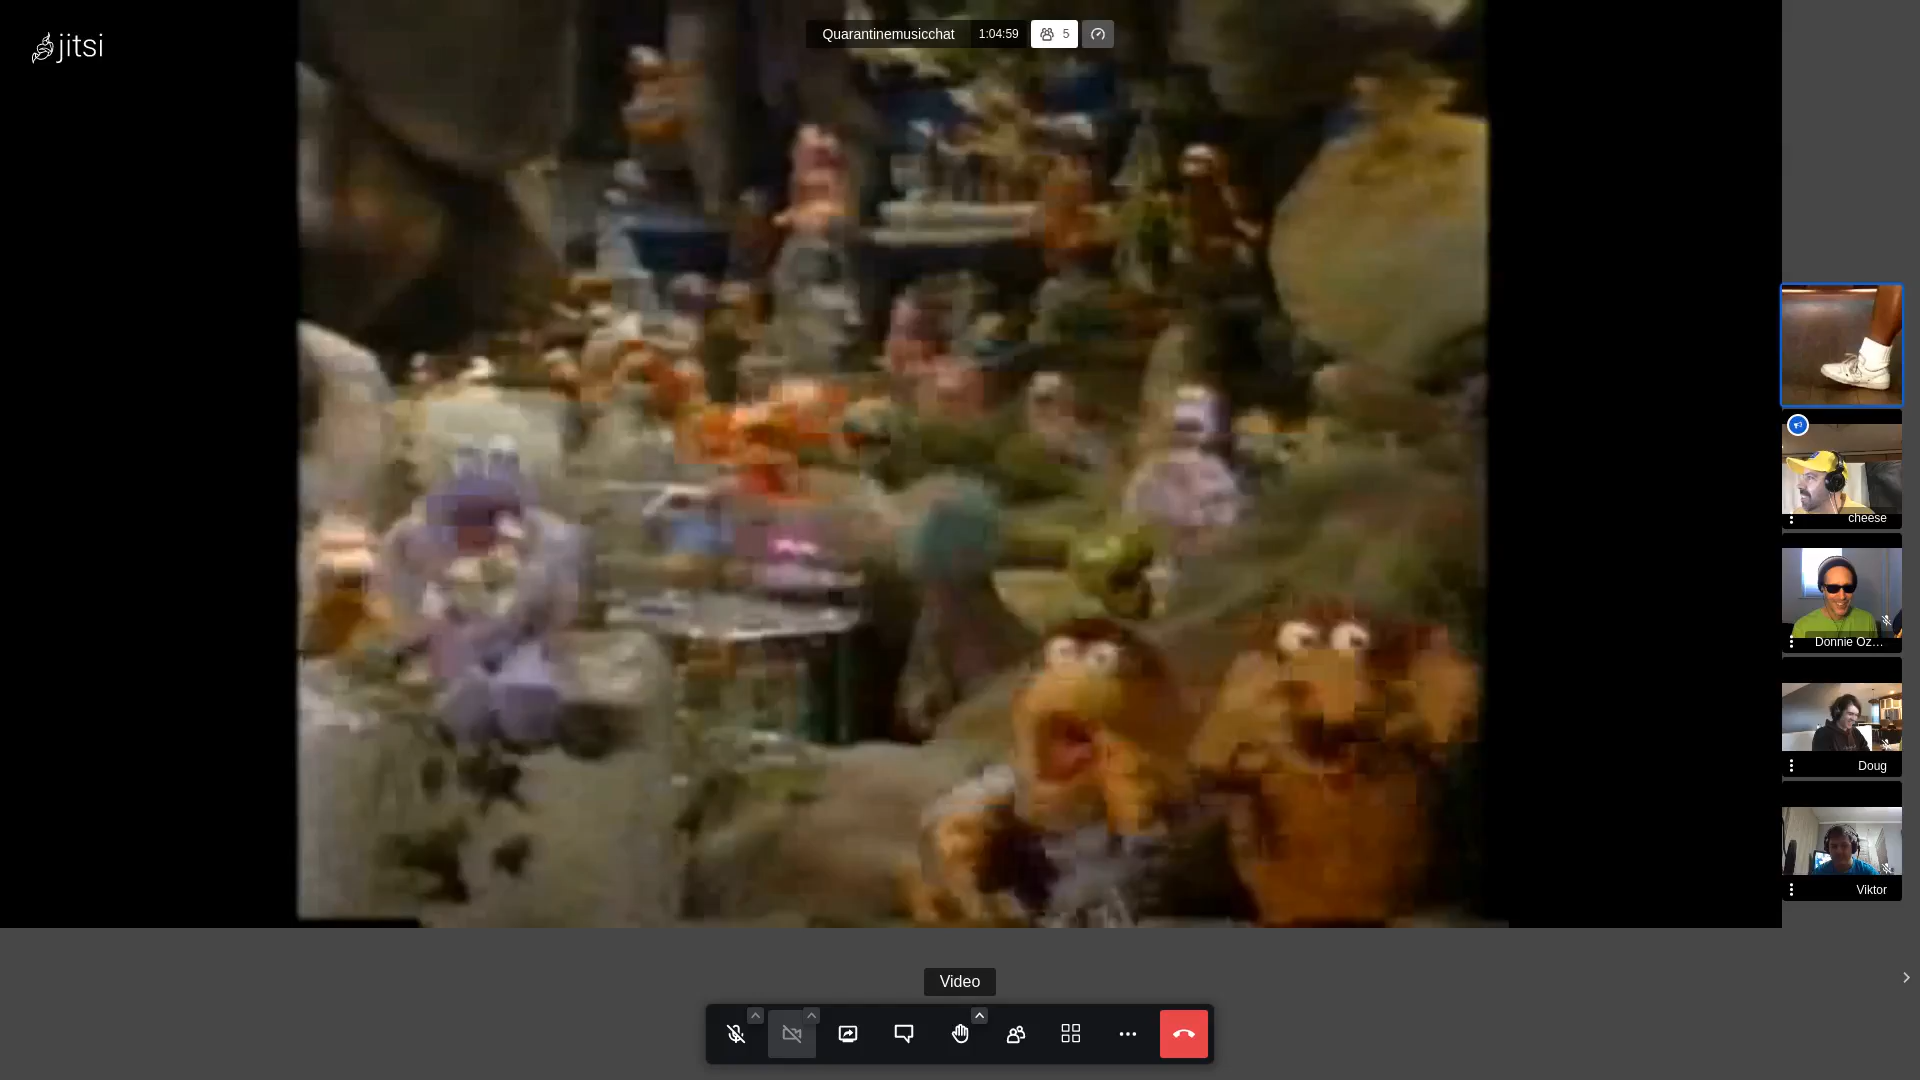 jitsi
Quarantinemusicchat 1:04:59 5
cheese
Donnie Oz...
Doug
Viktor
Video